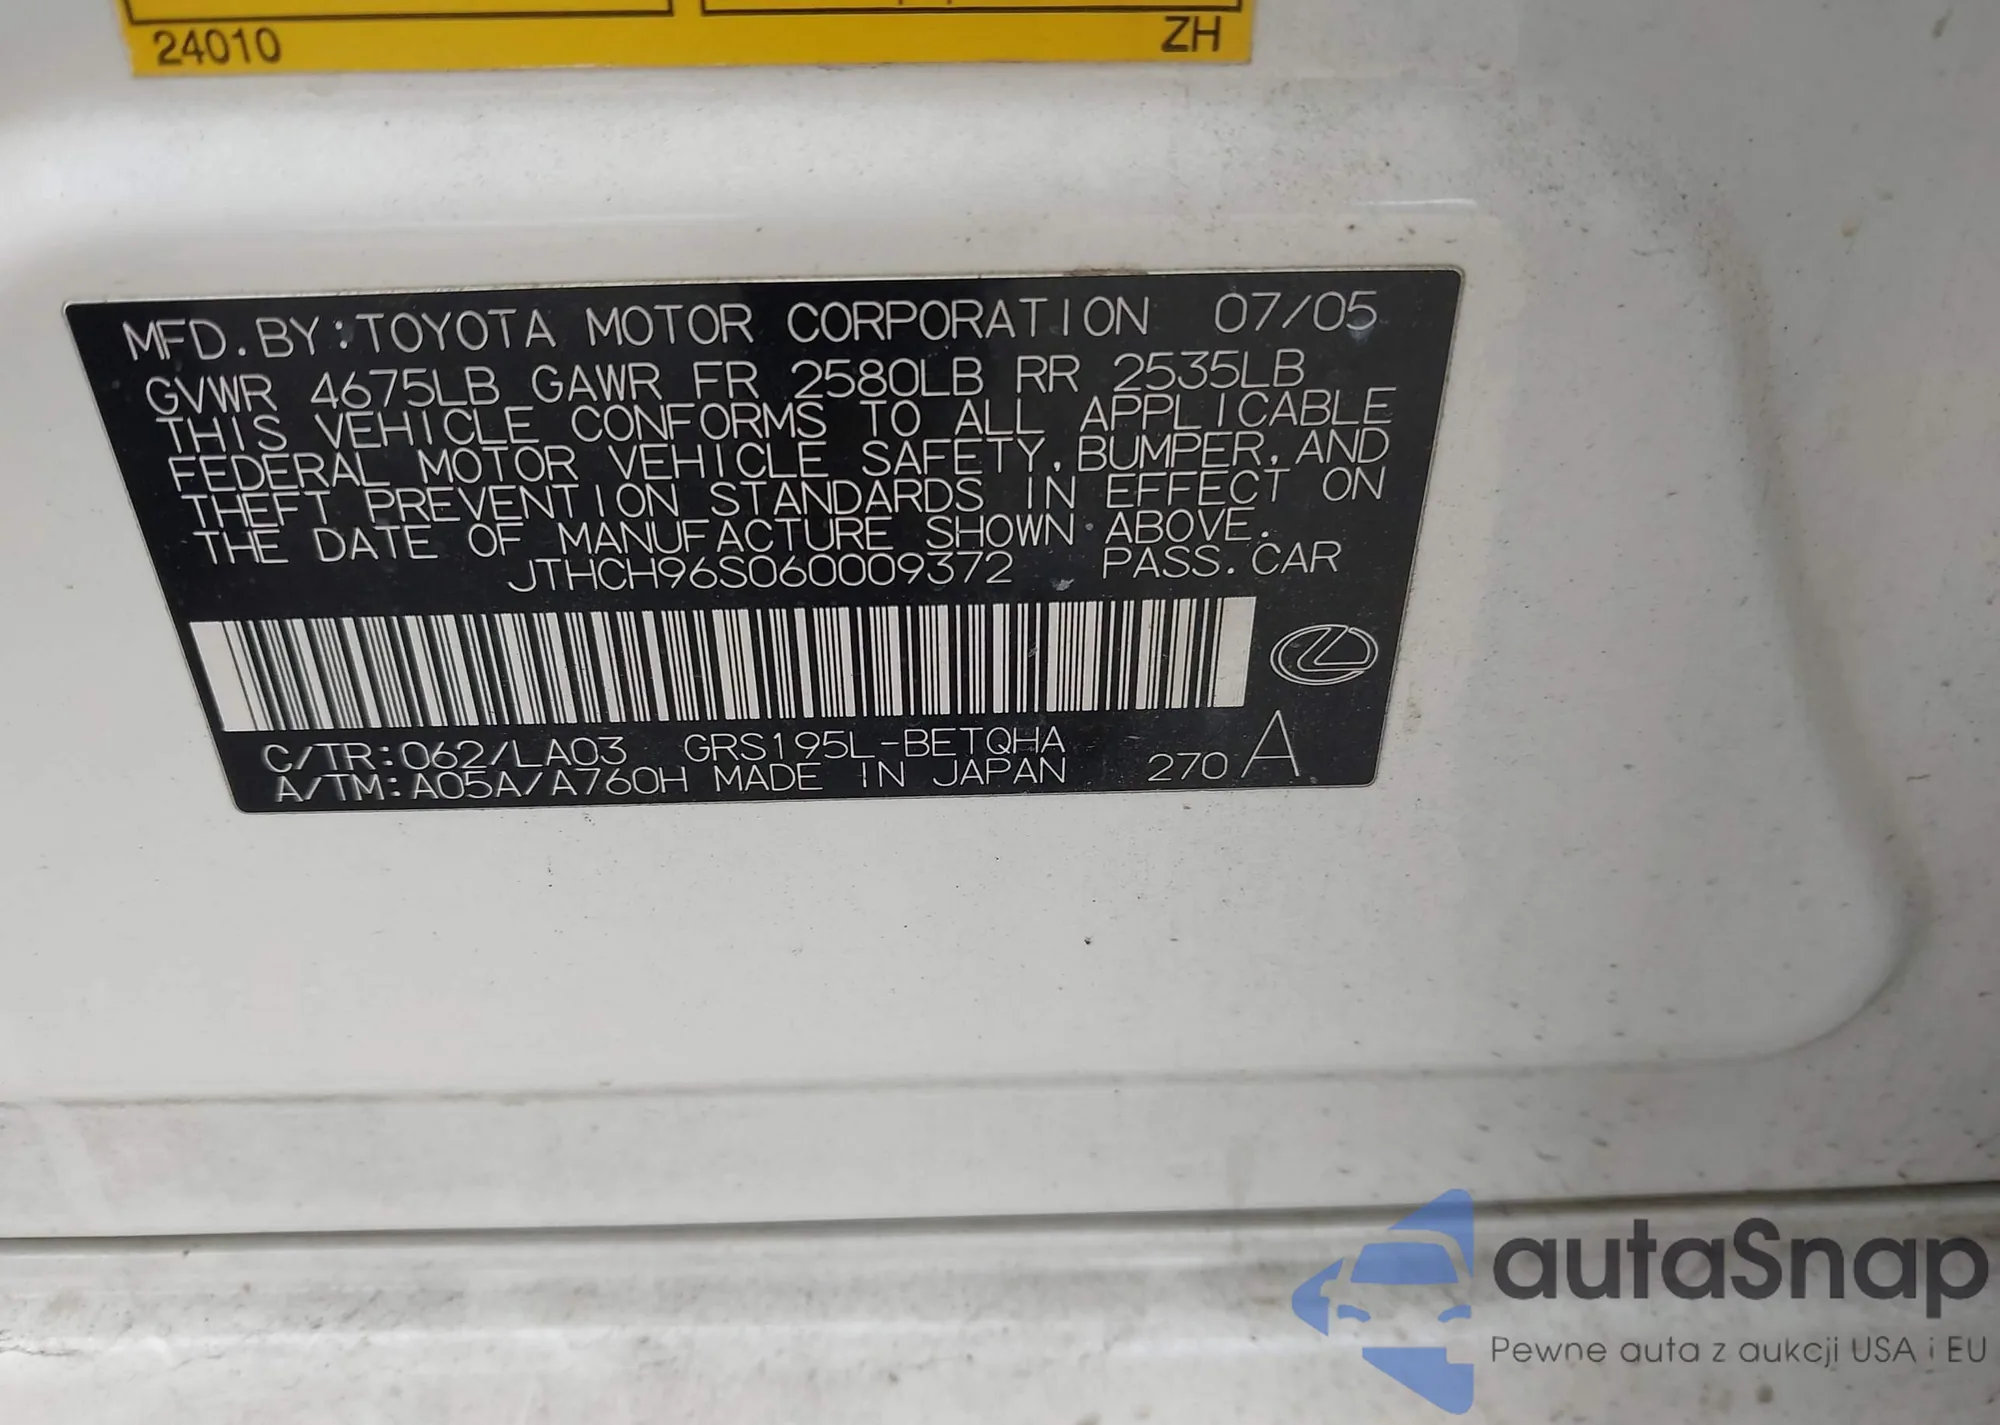 24010 ZH
MFD. BY: TOYOTA MOTOR CORPORATION 07/05
GVWR 4675LB GAWR FR 2580LB RR 2535LB
THIS VEHICLE CONFORMS TO ALL APPLICABLE
FEDERAL MOTOR VEHICLE SAFETY, BUMPER, AND
THEFT PREVENTION STANDARDS IN EFFECT ON
THE DATE OF MANUFACTURE SHOWN ABOVE.
JTHCH96S060009372 PASS. CAR
C/TR:062/LA03 GRS195L-BETQHA
A/TM:A05A/A760H MADE IN JAPAN 270 A
autaSnap
Pewne auta z aukcji USA i EU